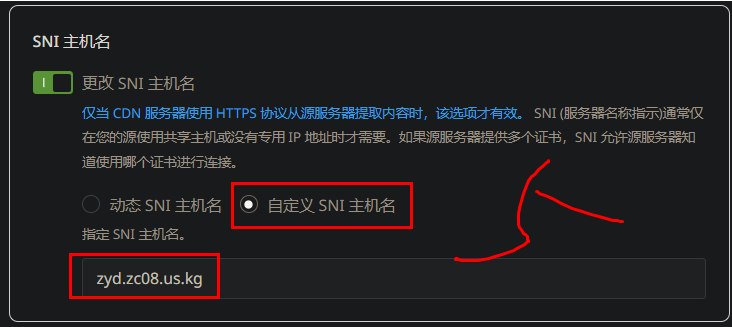 SNI 主机名
更改 SNI 主机名
仅当 CDN 服务器使用 HTTPS 协议从源服务器提取内容时，该选项才有效。 SNI (服务器名称指示)通常仅
在您的源使用共享主机或没有专用 IP 地址时才需要。如果源服务器提供多个证书，SNI 允许源服务器知
道使用哪个证书进行连接。
动态 SNI 主机名 自定义 SNI 主机名
指定 SNI 主机名。
zyd.zc08.us.kg